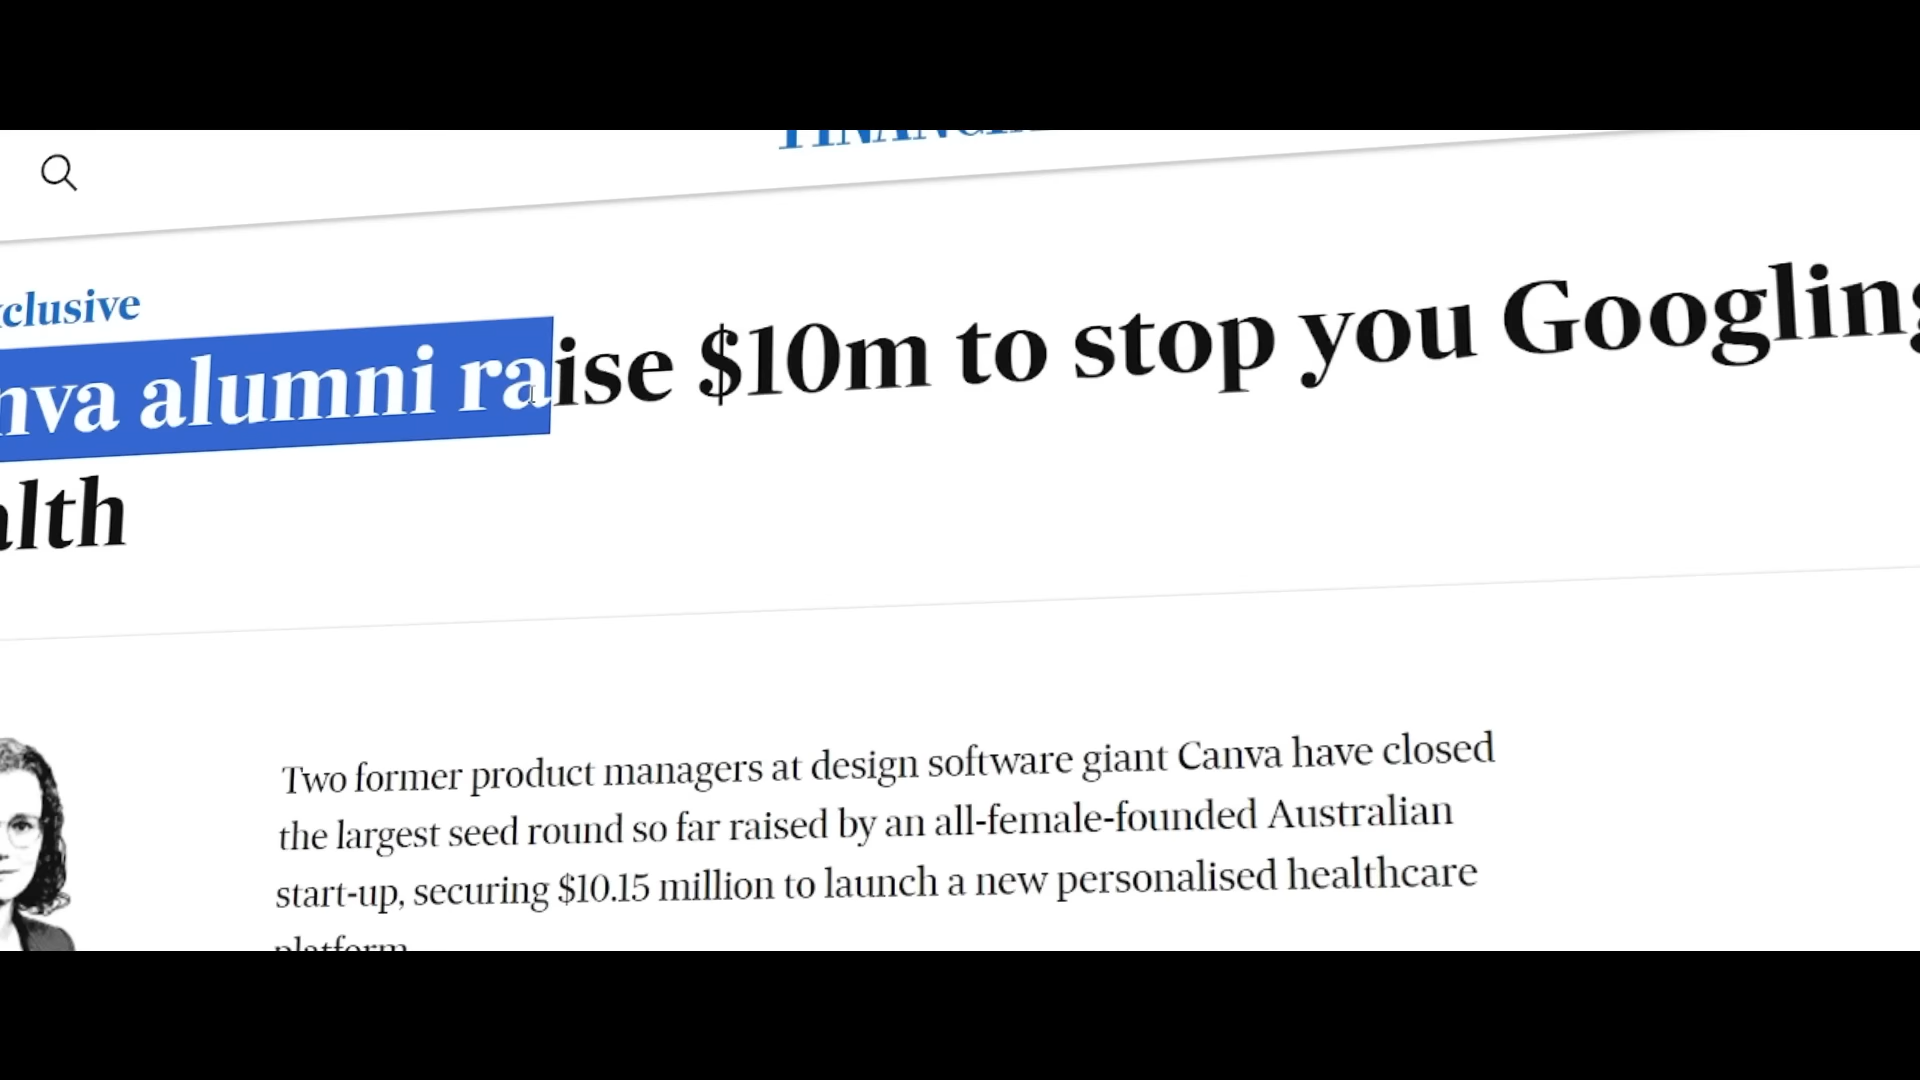 FINANCI
xclusive
nva alumni raise $10m to stop you Googling
alth
Two former product managers at design software giant Canva have closed
the largest seed round so far raised by an all-female-founded Australian
start-up, securing $10.15 million to launch a new personalised healthcare
platform